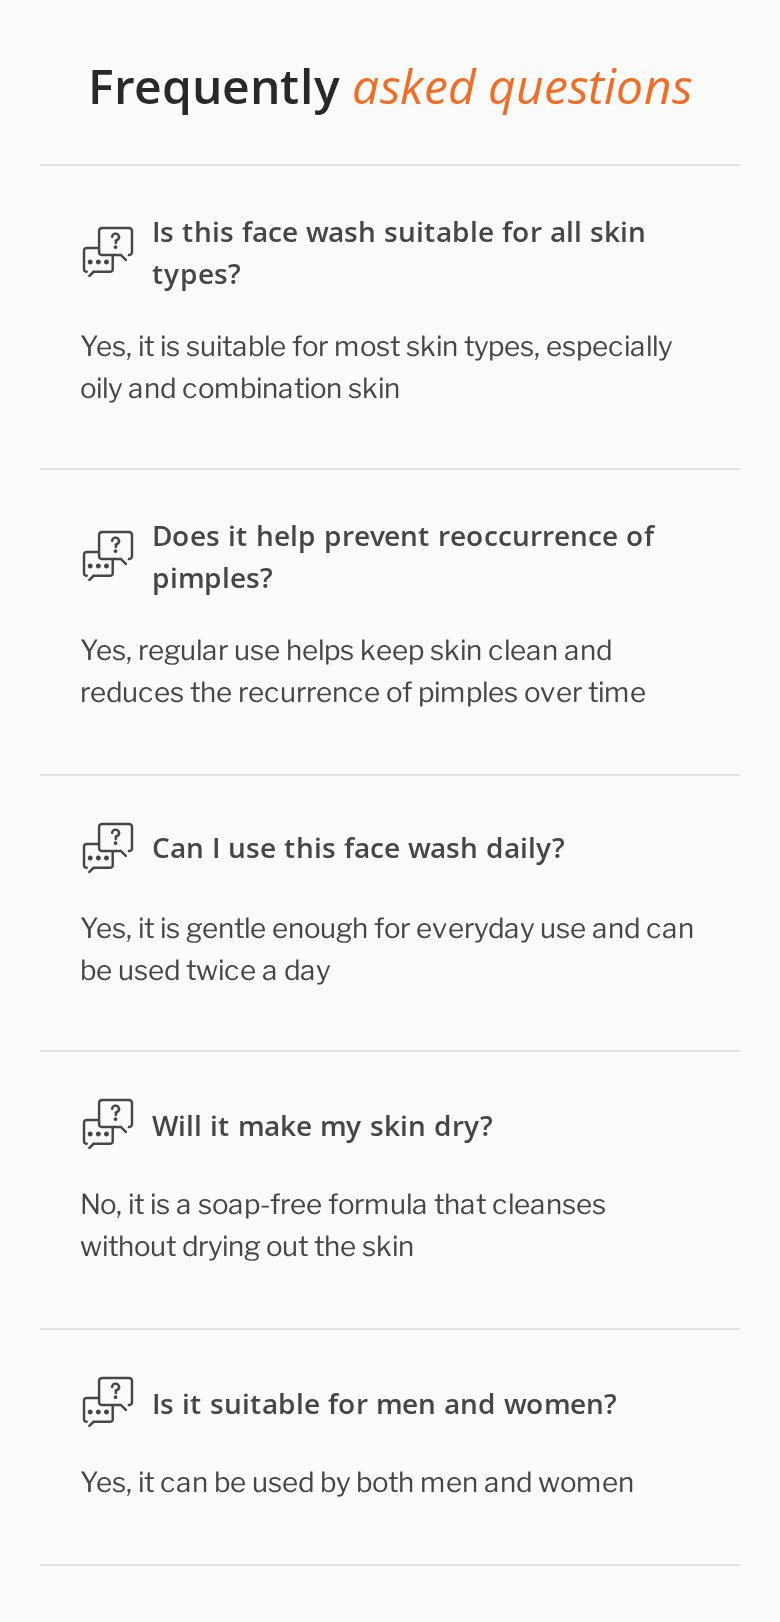 Frequently asked questions
Is this face wash suitable for all skin
types?
Yes, it is suitable for most skin types, especially
oily and combination skin
Does it help prevent reoccurrence of
pimples?
Yes, regular use helps keep skin clean and
reduces the recurrence of pimples over time
Can I use this face wash daily?
Yes, it is gentle enough for everyday use and can
be used twice a day
Will it make my skin dry?
No, it is a soap-free formula that cleanses
without drying out the skin
Is it suitable for men and women?
Yes, it can be used by both men and women